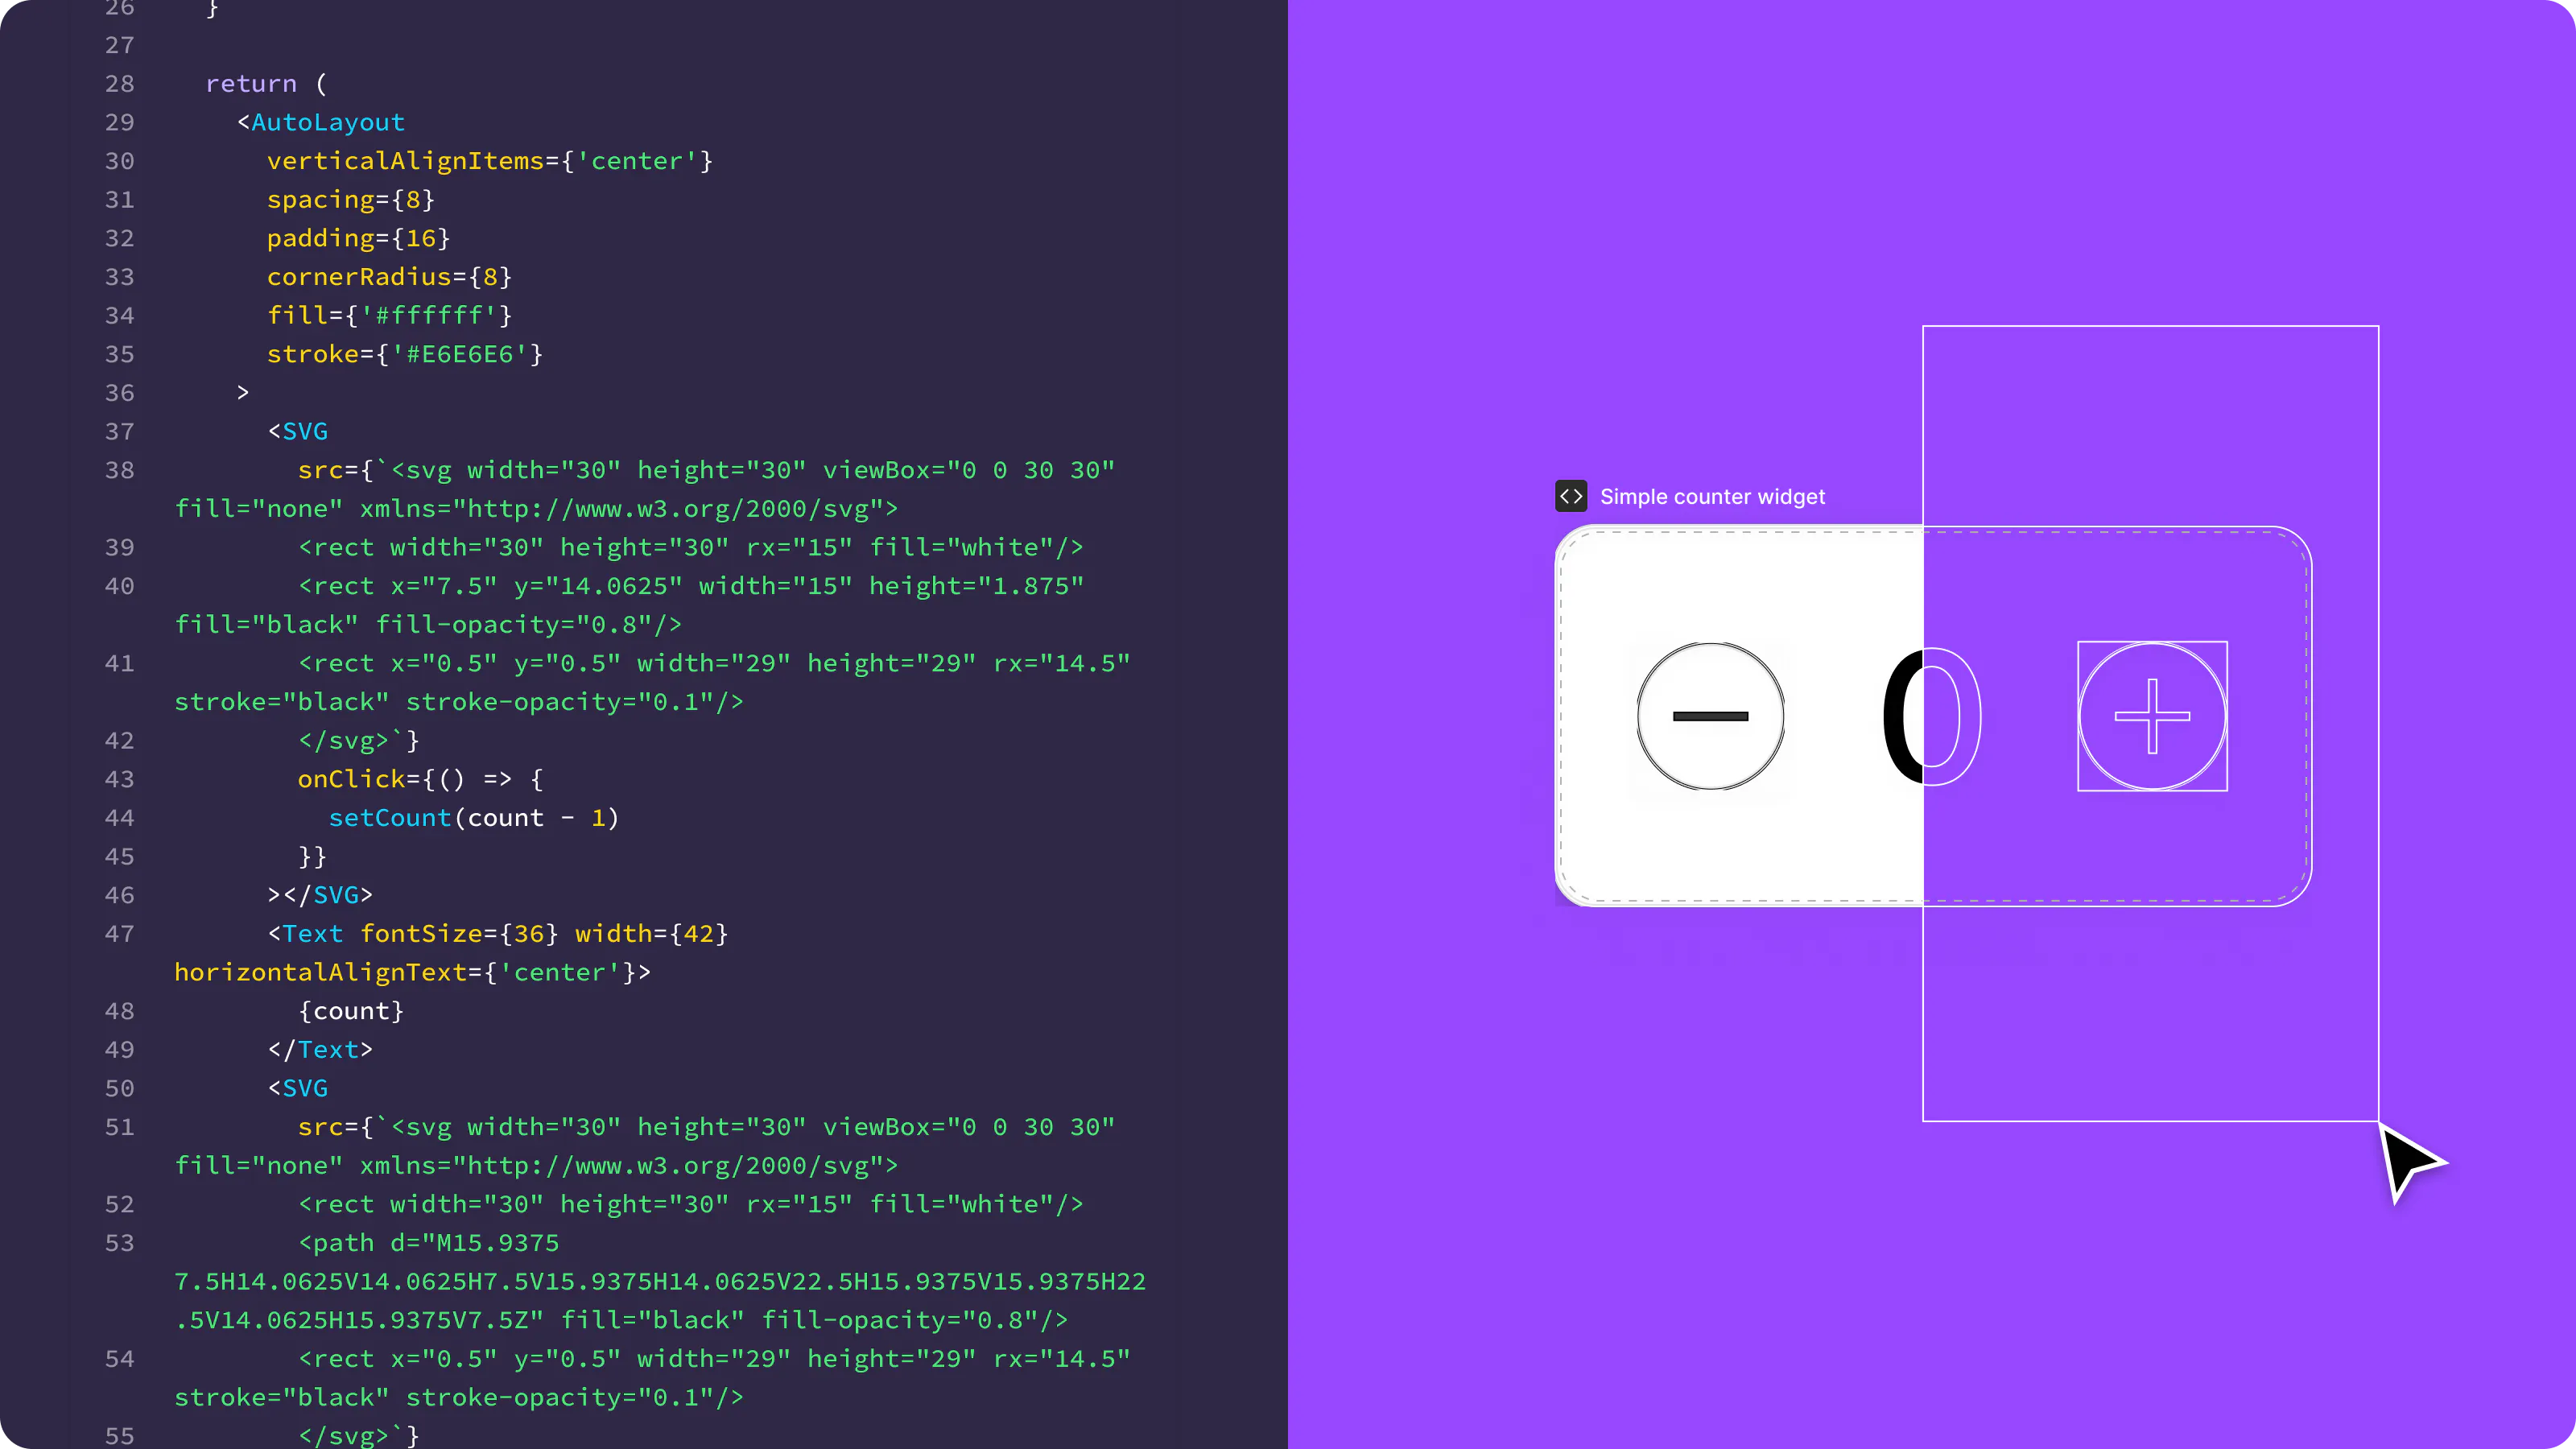 26 }
27
28 return (
29 <AutoLayout
30 verticalAlignItems={'center'}
31 spacing={8}
32 padding={16}
33 cornerRadius={8}
34 fill={'#ffffff'}
35 stroke={'#E6E6E6'}
36 >
37 <SVG
38 src={`<svg width="30" height="30" viewBox="0 0 30 30"
fill="none" xmlns="http://www.w3.org/2000/svg">
39 <rect width="30" height="30" rx="15" fill="white"/>
40 <rect x="7.5" y="14.0625" width="15" height="1.875"
fill="black" fill-opacity="0.8"/>
41 <rect x="0.5" y="0.5" width="29" height="29" rx="14.5"
stroke="black" stroke-opacity="0.1"/>
42 </svg>`}
43 onClick={() => {
44 setCount(count - 1)
45 }}
46 ></SVG>
47 <Text fontSize={36} width={42}
horizontalAlignText={'center'}>
48 {count}
49 </Text>
50 <SVG
51 src={`<svg width="30" height="30" viewBox="0 0 30 30"
fill="none" xmlns="http://www.w3.org/2000/svg">
52 <rect width="30" height="30" rx="15" fill="white"/>
53 <path d="M15.9375
7.5H14.0625V14.0625H7.5V15.9375H14.0625V22.5H15.9375V15.9375H22
.5V14.0625H15.9375V7.5Z" fill="black" fill-opacity="0.8"/>
54 <rect x="0.5" y="0.5" width="29" height="29" rx="14.5"
stroke="black" stroke-opacity="0.1"/>
55 </svg>`}
Simple counter widget
0